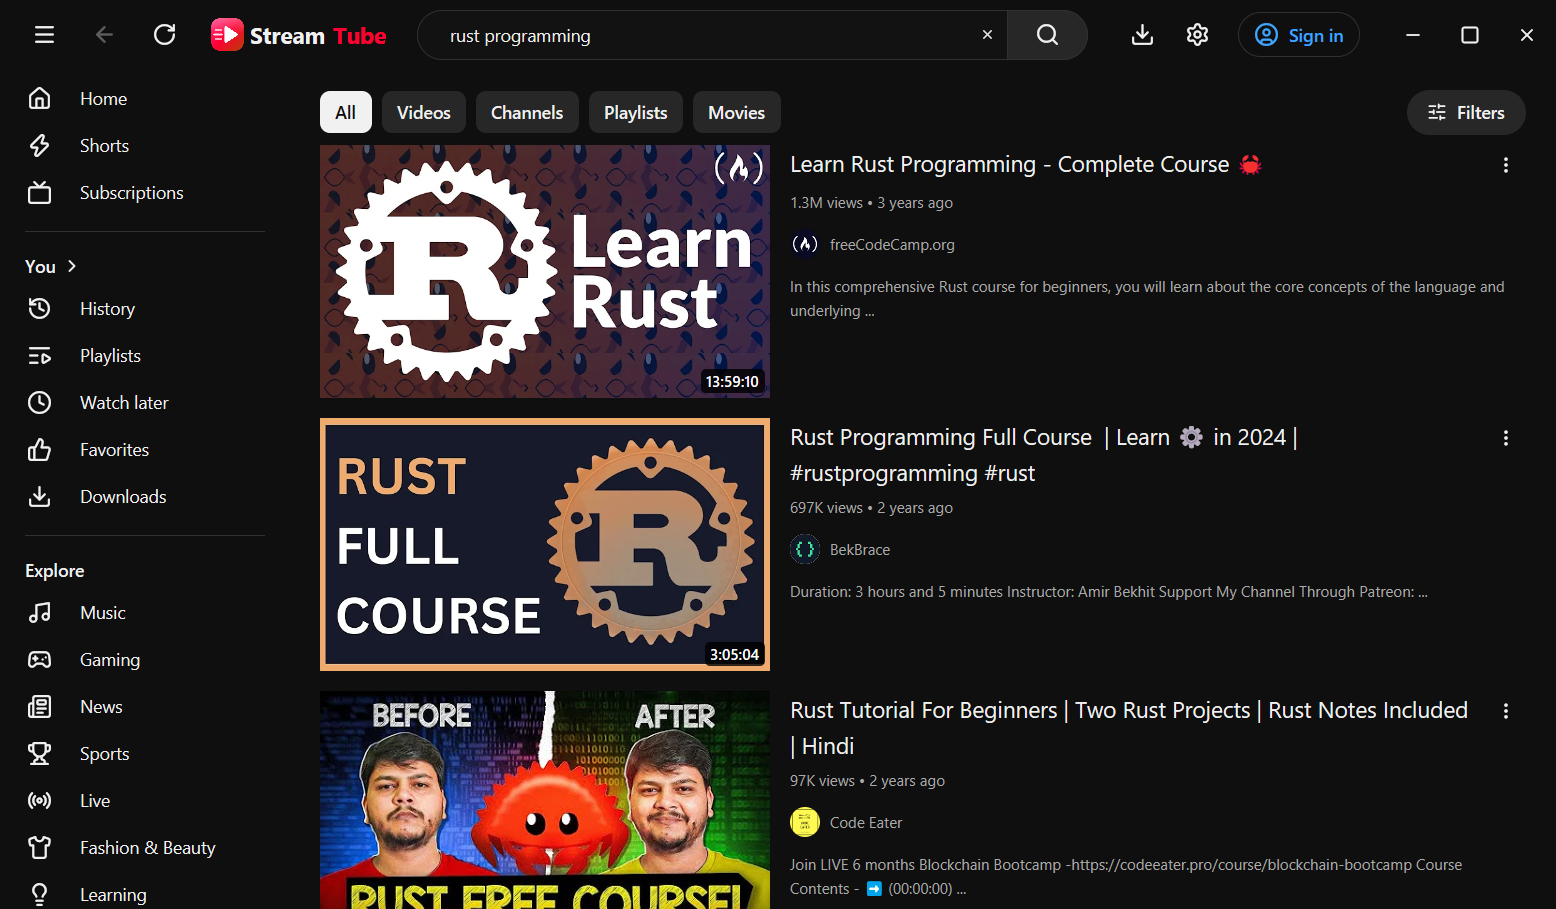 Stream Tube
rust programming
Sign in
Home
Shorts
Subscriptions
You
History
Playlists
Watch later
Favorites
Downloads
Explore
Music
Gaming
News
Sports
Live
Fashion & Beauty
Learning
All
Videos
Channels
Playlists
Movies
Filters
Learn
Rust
13:59:10
Learn Rust Programming - Complete Course 🦀
1.3M views • 3 years ago
freeCodeCamp.org
In this comprehensive Rust course for beginners, you will learn about the core concepts of the language and
underlying ...
RUST
FULL
COURSE
R
3:05:04
Rust Programming Full Course | Learn ⚙️ in 2024 |
#rustprogramming #rust
697K views • 2 years ago
BekBrace
Duration: 3 hours and 5 minutes Instructor: Amir Bekhit Support My Channel Through Patreon: ...
BEFORE
AFTER
RUST FREE COURSE!
Rust Tutorial For Beginners | Two Rust Projects | Rust Notes Included
| Hindi
97K views • 2 years ago
Code Eater
Join LIVE 6 months Blockchain Bootcamp -https://codeeater.pro/course/blockchain-bootcamp Course
Contents - ➡️ (00:00:00) ...